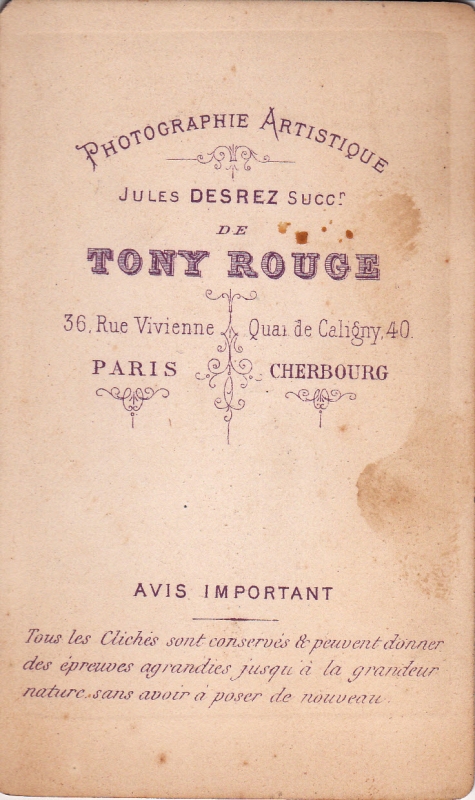 PHOTOGRAPHIE ARTISTIQUE
JULES DESREZ SUCCr
DE
TONY ROUGE
36, Rue Vivienne Quai de Caligny, 40.
PARIS CHERBOURG
AVIS IMPORTANT
Tous les Clichés sont conservés & peuvent donner
des épreuves agrandies jusqu'à la grandeur
nature, sans avoir à poser de nouveau.